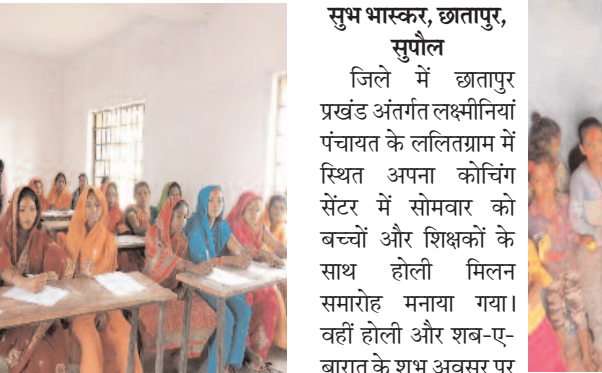 सुभ भास्कर, छातापुर,
सुपौल
जिले में छातापुर
प्रखंड अंतर्गत लक्ष्मीनियां
पंचायत के ललितग्राम में
स्थित अपना कोचिंग
सेंटर में सोमवार को
बच्चों और शिक्षकों के
साथ होली मिलन
समारोह मनाया गया।
वहीं होली और शब-ए-
बारात के शुभ अवसर पर